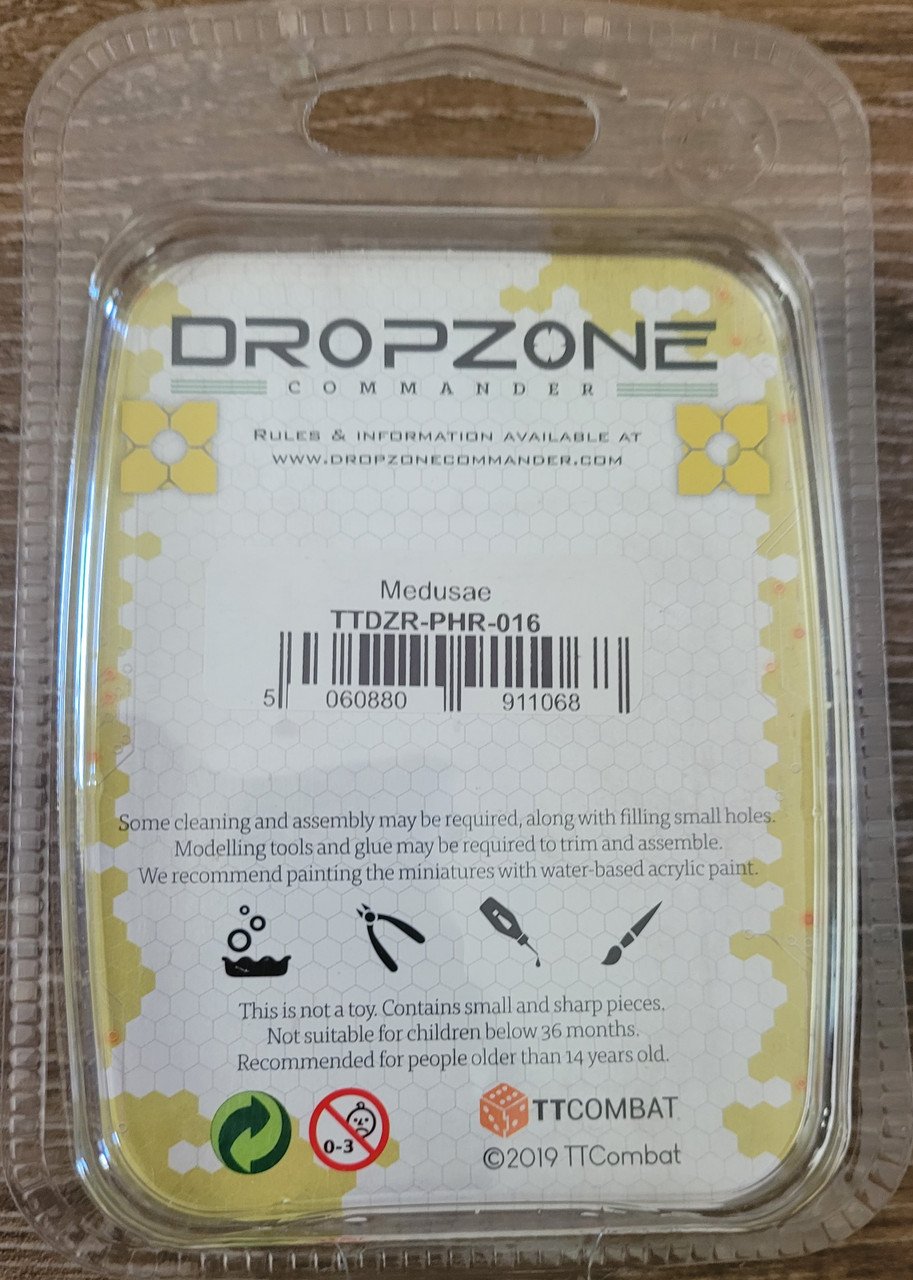 DROPZONE
COMMANDER
RULES & INFORMATION AVAILABLE AT
WWW.DROPZONECOMMANDER.COM
Medusae
TTDZR-PHR-016
5 060880 911068
Some cleaning and assembly may be required, along with filling small holes.
Modelling tools and glue may be required to trim and assemble.
We recommend painting the miniatures with water-based acrylic paint.
This is not a toy. Contains small and sharp pieces.
Not suitable for children below 36 months.
Recommended for people older than 14 years old.
0-3
TTCOMBAT
©2019 TTCombat